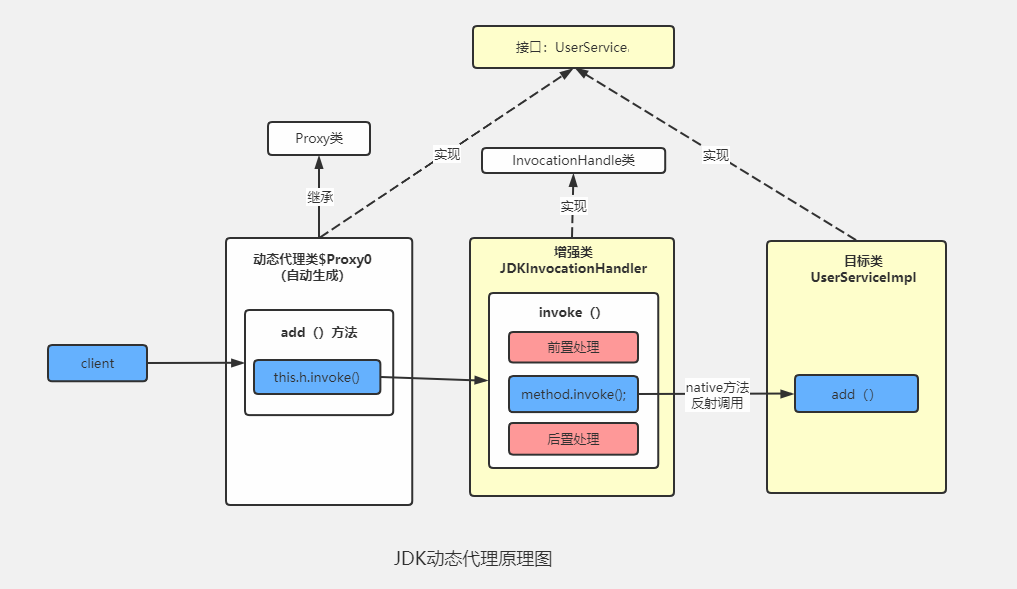 接口：UserService.
Proxy类
实现
InvocationHandle类
实现
继承
实现
动态代理类$Proxy0
（自动生成）
增强类
JDKInvocationHandler
目标类
UserServiceImpl
add（）方法
invoke（）
前置处理
client
this.h.invoke()
method.invoke();
native方法
反射调用
add（）
后置处理
JDK动态代理原理图